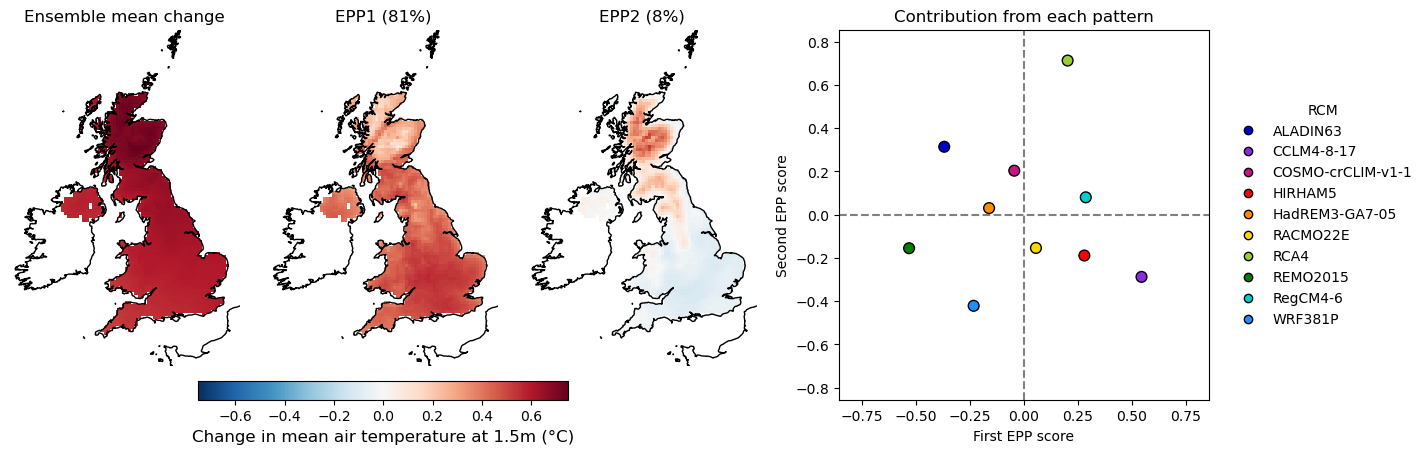 Ensemble mean change
EPP1 (81%)
EPP2 (8%)
Contribution from each pattern
−0.6
−0.4
−0.2
0.0
0.2
0.4
0.6
Change in mean air temperature at 1.5m (°C)
0.8
0.6
0.4
0.2
0.0
−0.2
−0.4
−0.6
−0.8
Second EPP score
−0.75
−0.50
−0.25
0.00
0.25
0.50
0.75
First EPP score
RCM
ALADIN63
CCLM4-8-17
COSMO-crCLIM-v1-1
HIRHAM5
HadREM3-GA7-05
RACMO22E
RCA4
REMO2015
RegCM4-6
WRF381P